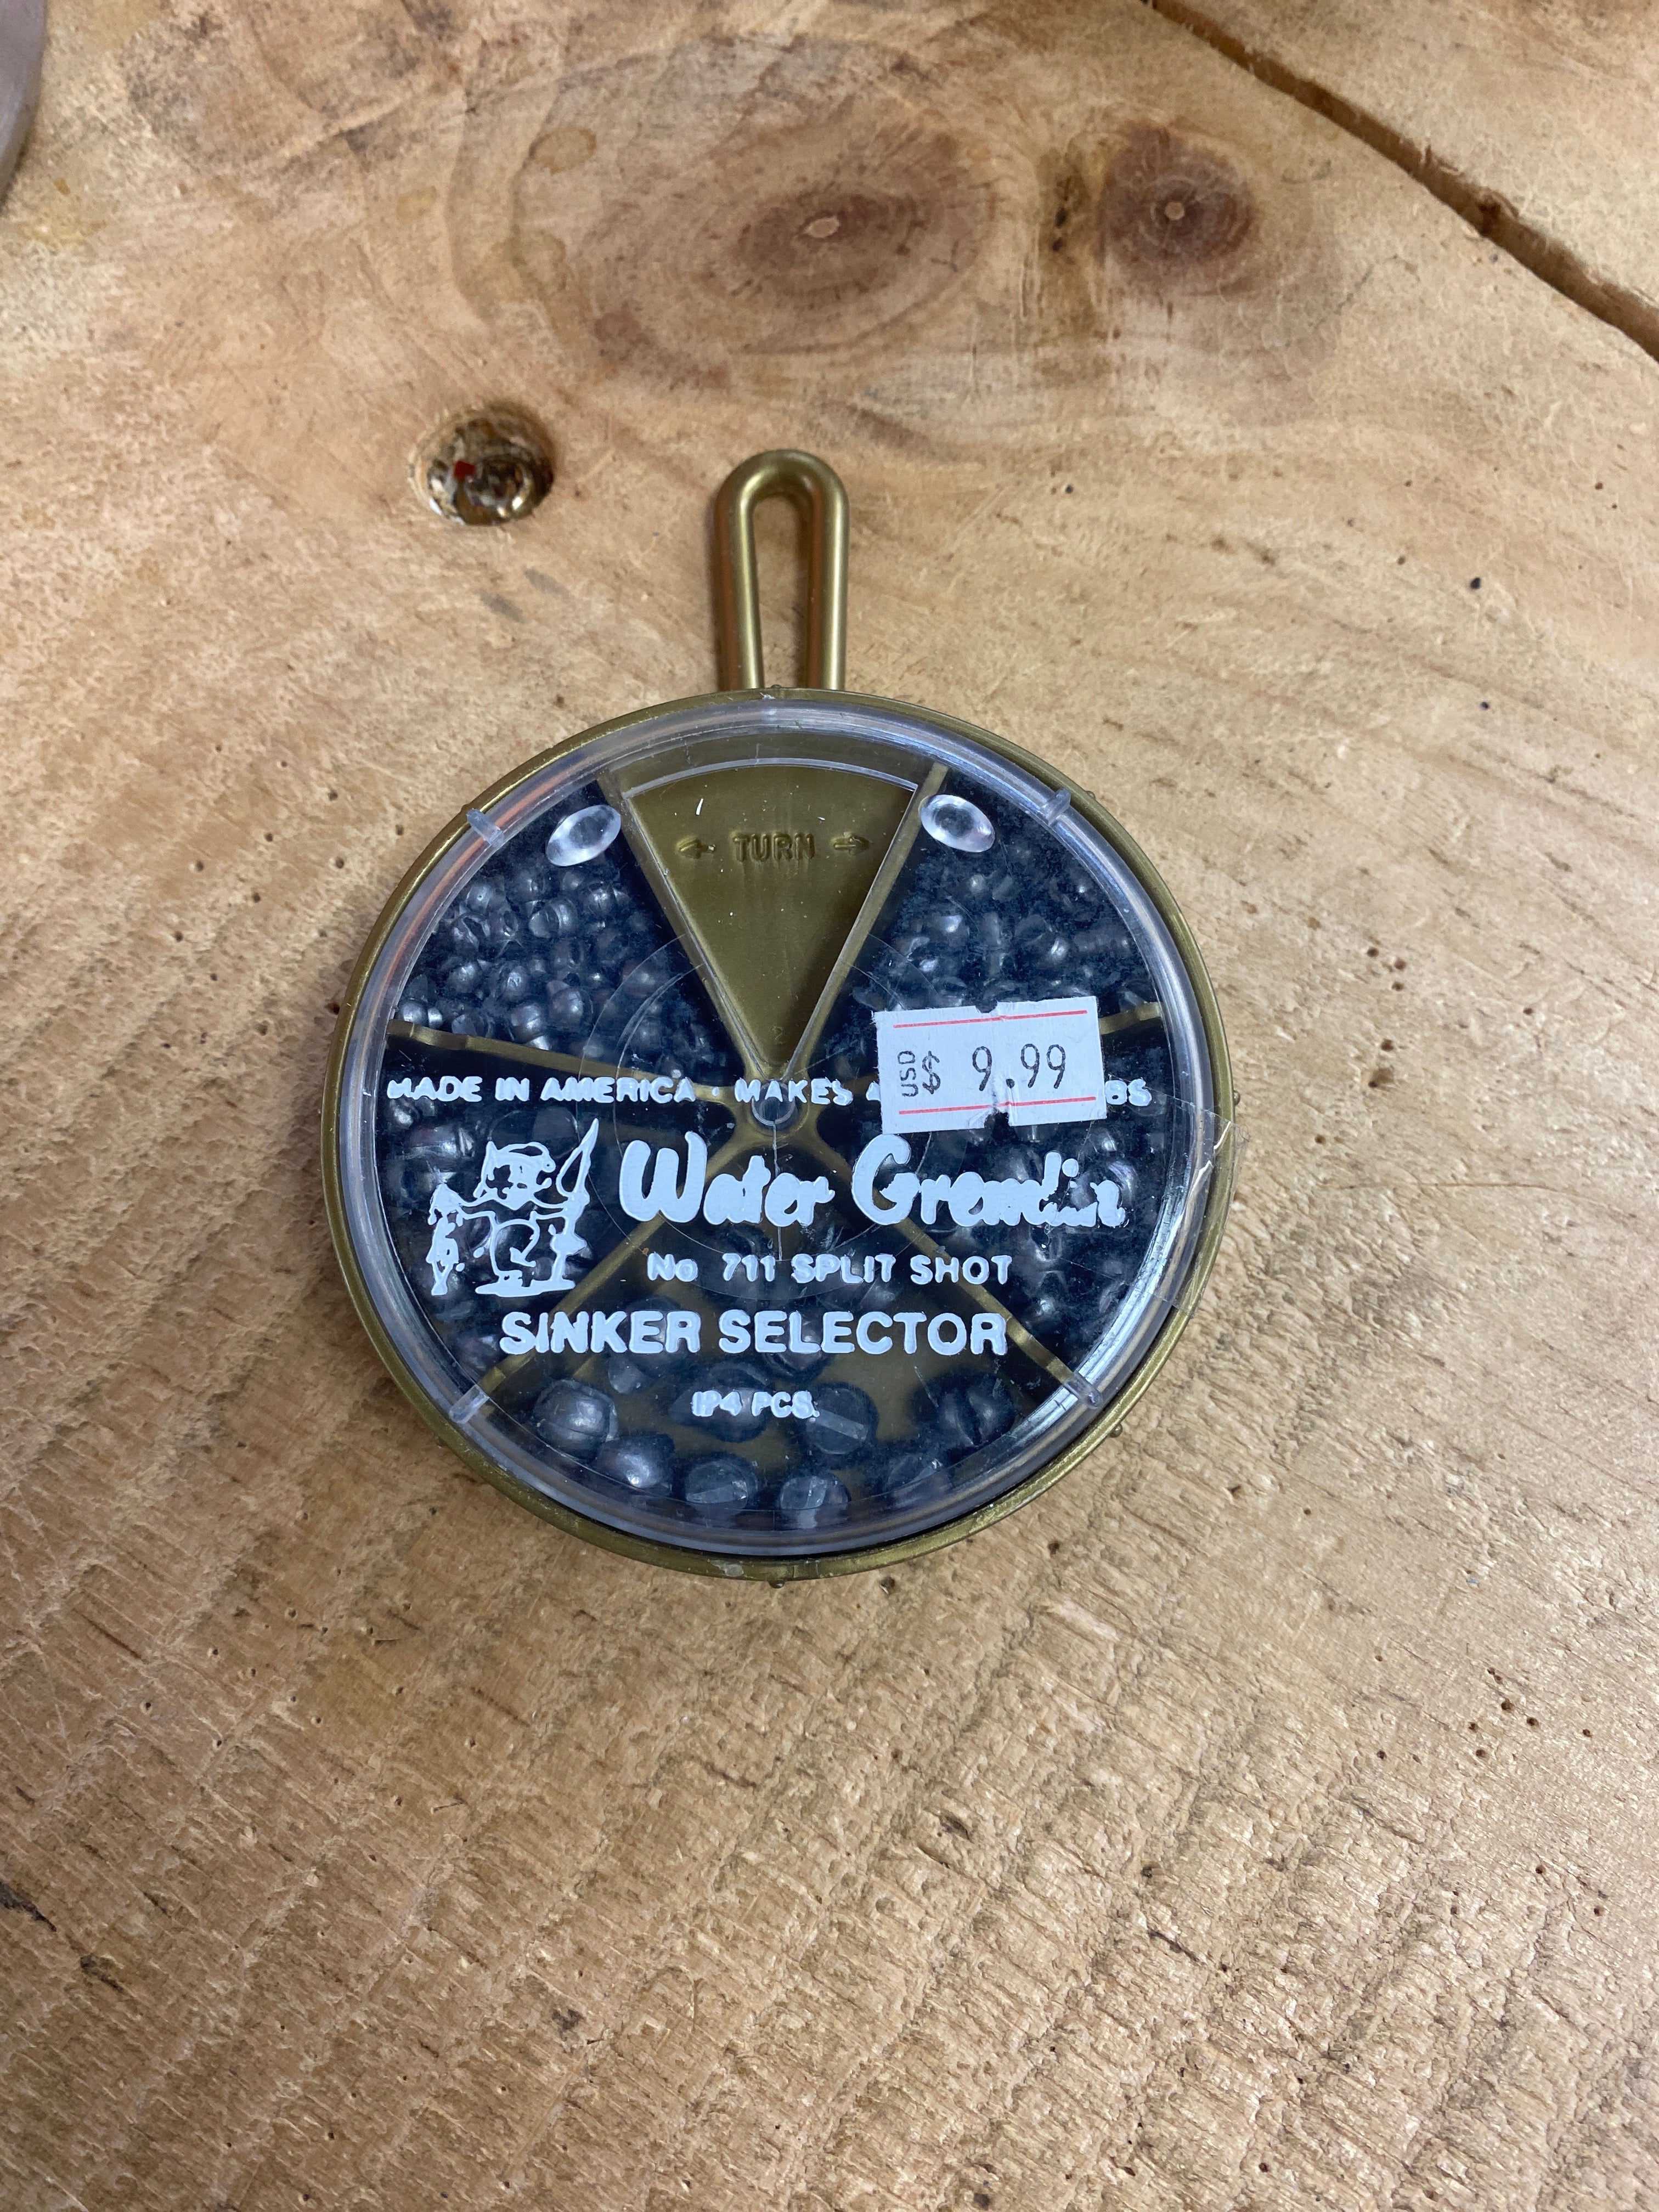 ← TURN →
USD $ 9.99
MADE IN AMERICA · MAKES
Water Gremlin
No 711 SPLIT SHOT
SINKER SELECTOR
PCS.